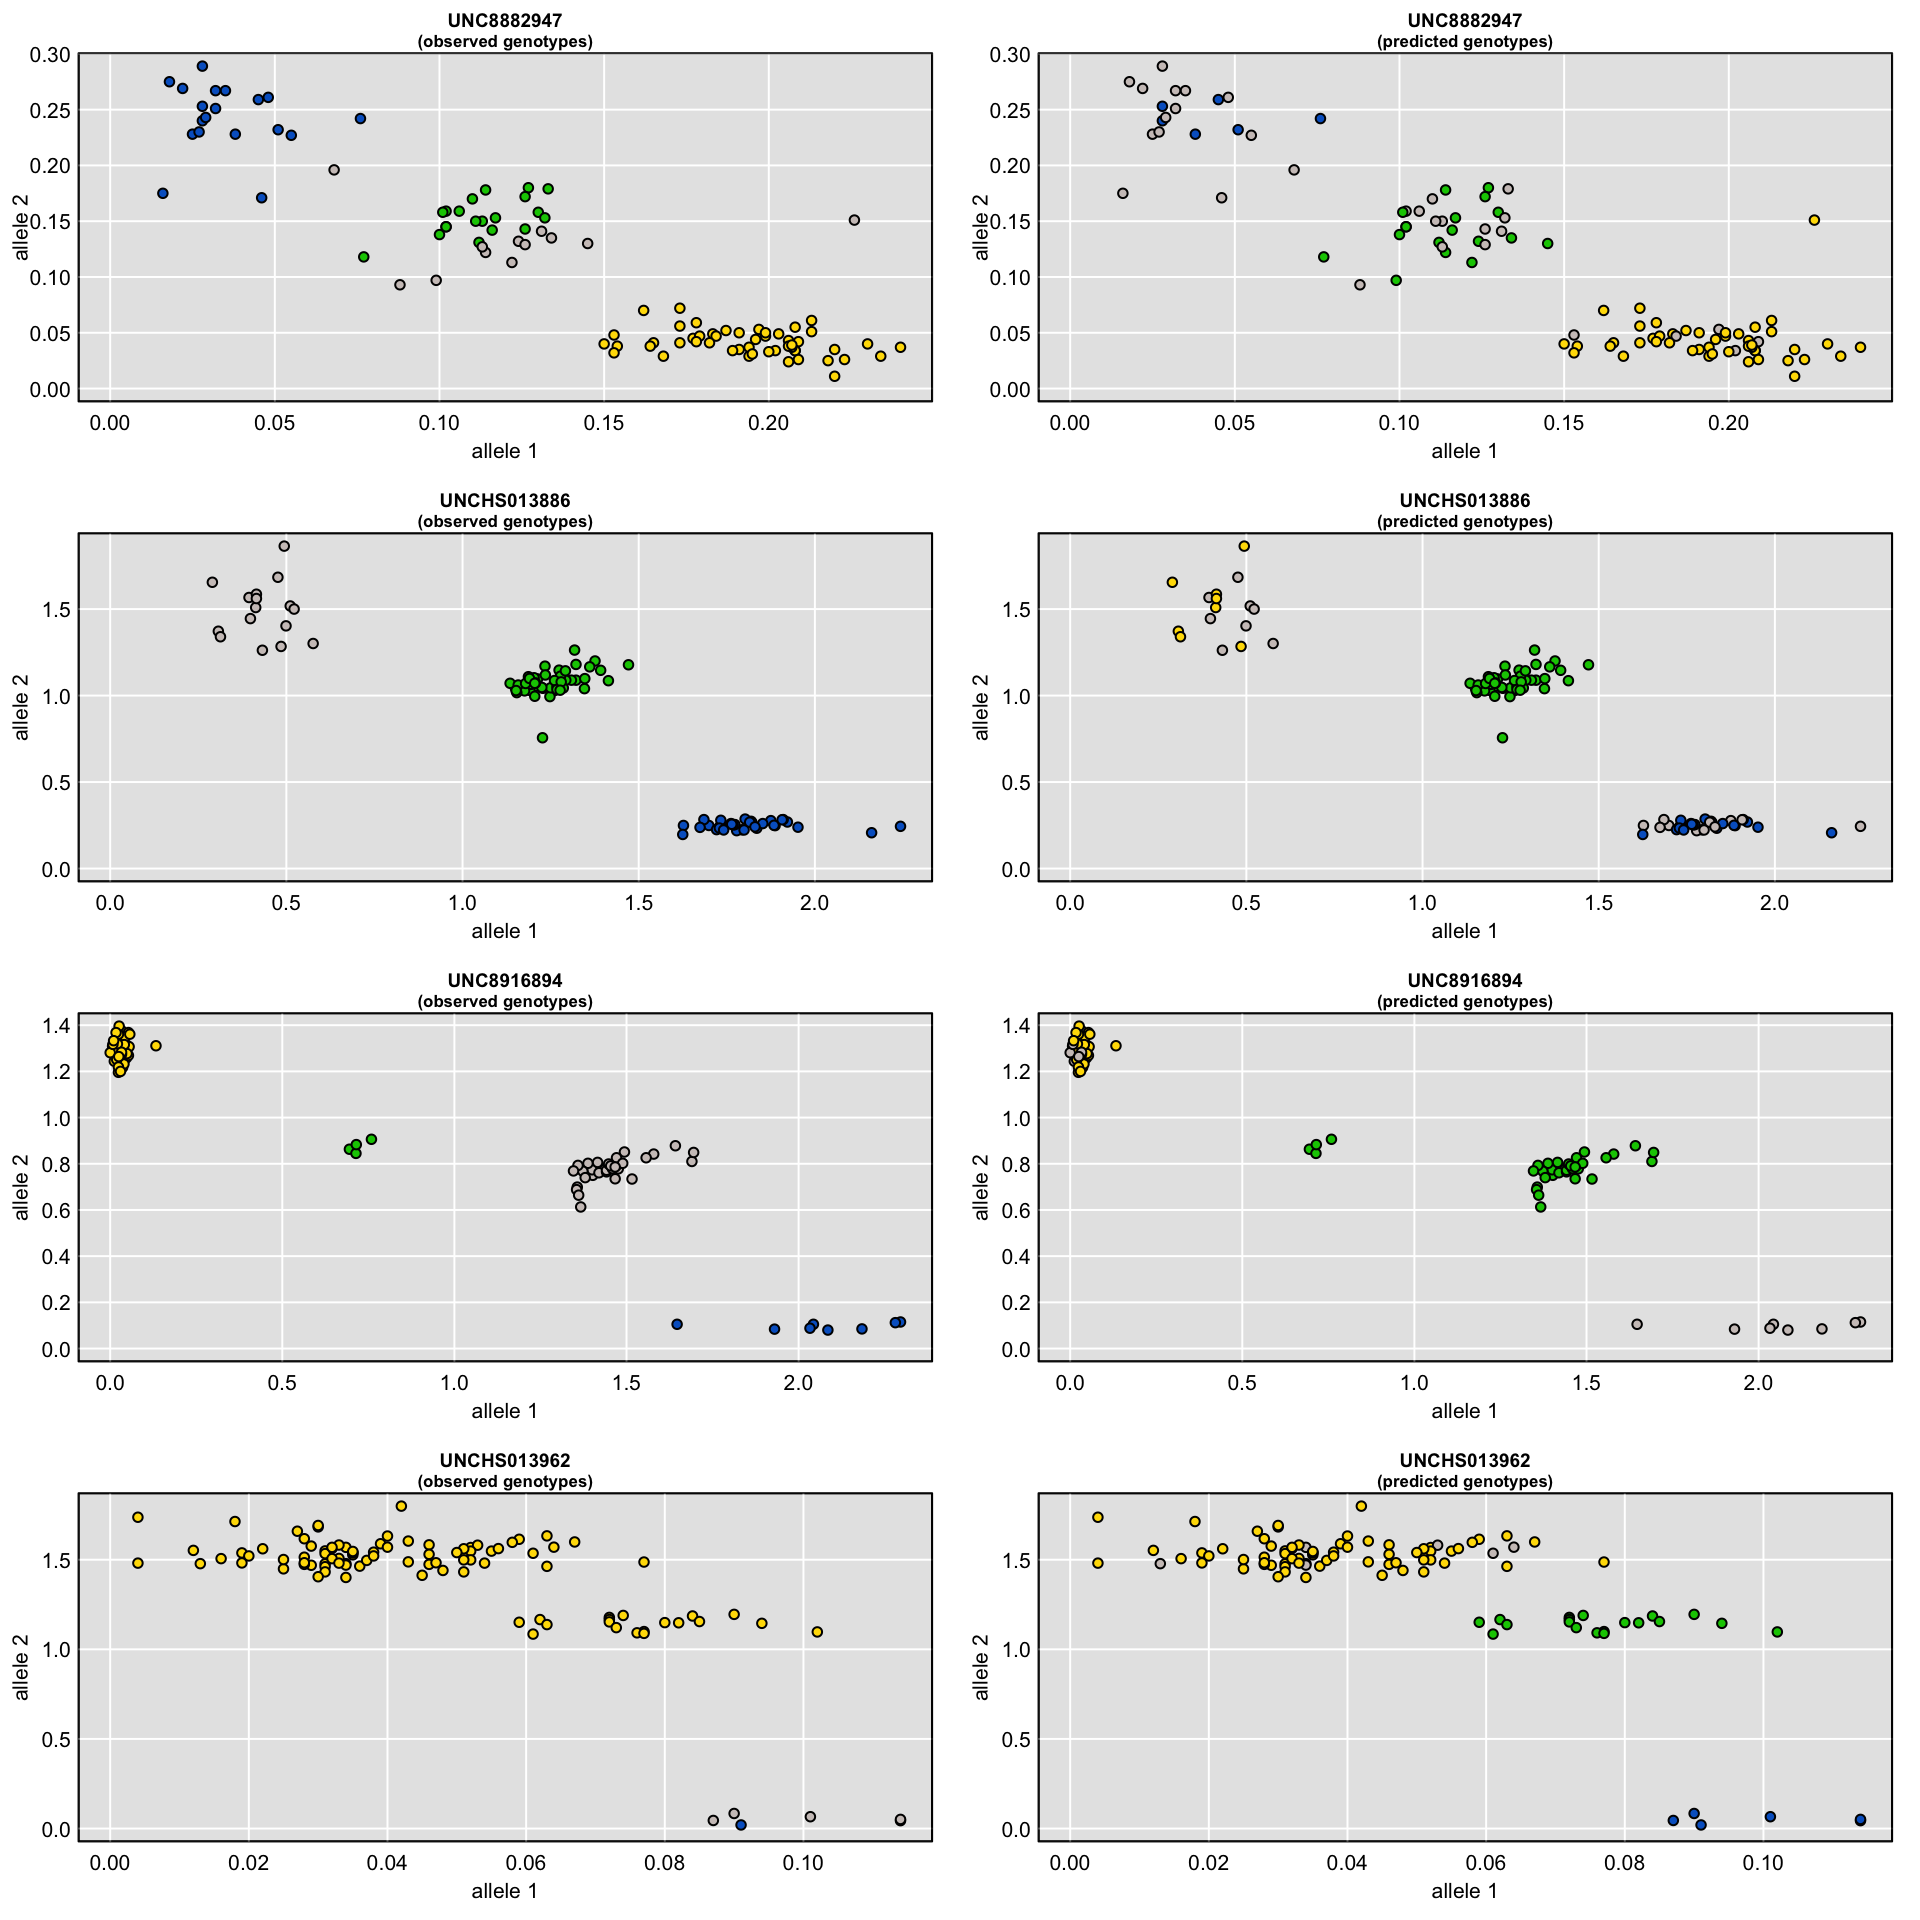 UNC8882947
(observed genotypes)
0.30
0.25
0.20
0.15
0.10
0.05
0.00
allele 2
0.00 0.05 0.10 0.15 0.20
allele 1
UNC8882947
(predicted genotypes)
0.30
0.25
0.20
0.15
0.10
0.05
0.00
allele 2
0.00 0.05 0.10 0.15 0.20
allele 1
UNCHS013886
(observed genotypes)
1.5
1.0
0.5
0.0
allele 2
0.0 0.5 1.0 1.5 2.0
allele 1
UNCHS013886
(predicted genotypes)
1.5
1.0
0.5
0.0
allele 2
0.0 0.5 1.0 1.5 2.0
allele 1
UNC8916894
(observed genotypes)
1.4
1.2
1.0
0.8
0.6
0.4
0.2
0.0
allele 2
0.0 0.5 1.0 1.5 2.0
allele 1
UNC8916894
(predicted genotypes)
1.4
1.2
1.0
0.8
0.6
0.4
0.2
0.0
allele 2
0.0 0.5 1.0 1.5 2.0
allele 1
UNCHS013962
(observed genotypes)
1.5
1.0
0.5
0.0
allele 2
0.00 0.02 0.04 0.06 0.08 0.10
allele 1
UNCHS013962
(predicted genotypes)
1.5
1.0
0.5
0.0
allele 2
0.00 0.02 0.04 0.06 0.08 0.10
allele 1